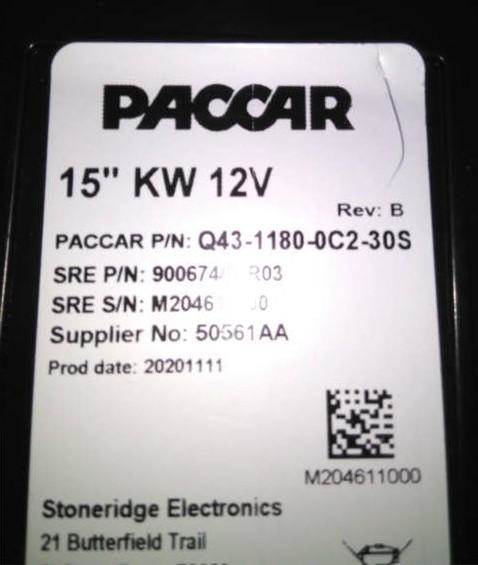 PACCAR
15" KW 12V
Rev: B
PACCAR P/N: Q43-1180-0C2-30S
SRE P/N:
SRE S/N:
Supplier No: 50561AA
Prod date: 20201111
M204611000
Stoneridge Electronics
21 Butterfield Trail